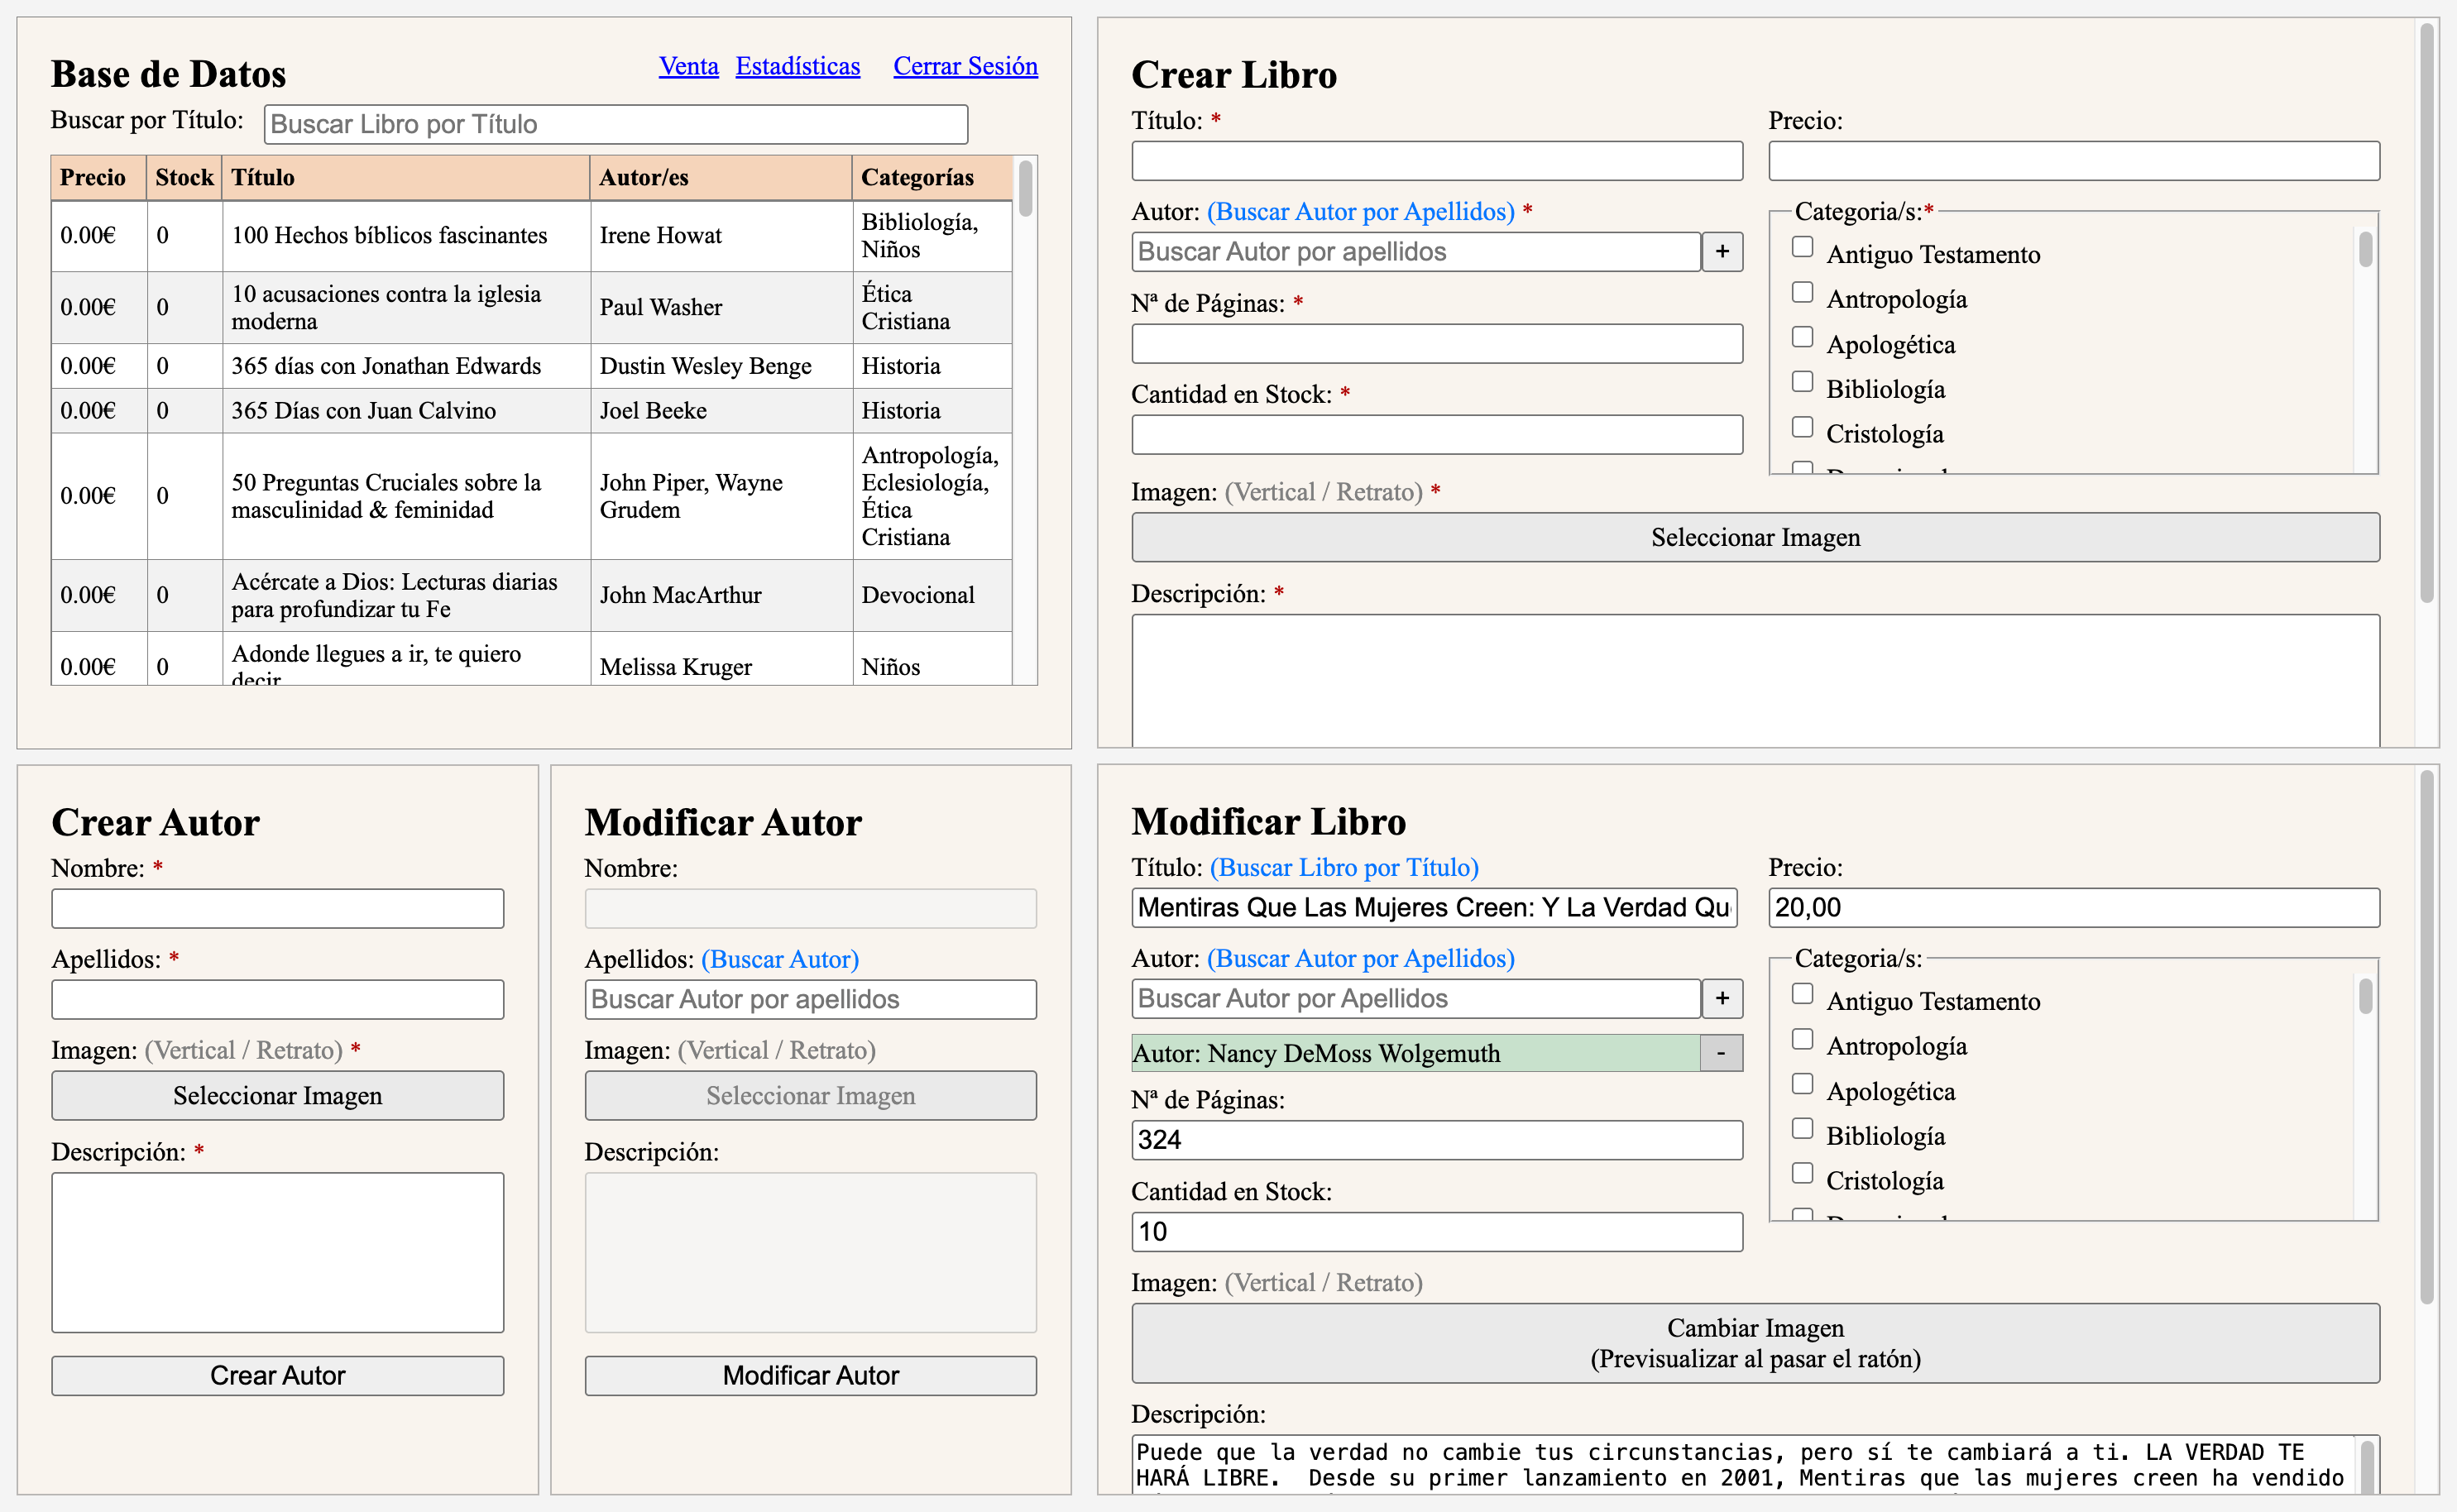 Base de Datos
Venta Estadísticas Cerrar Sesión
Buscar por Título: Buscar Libro por Título
Precio Stock Título Autor/es Categorías
0.00€ 0 100 Hechos bíblicos fascinantes Irene Howat Bibliología,
Niños
0.00€ 0 10 acusaciones contra la iglesia
moderna Paul Washer Ética
Cristiana
0.00€ 0 365 días con Jonathan Edwards Dustin Wesley Benge Historia
0.00€ 0 365 Días con Juan Calvino Joel Beeke Historia
0.00€ 0 50 Preguntas Cruciales sobre la
masculinidad & feminidad John Piper, Wayne
Grudem Antropología,
Eclesiología,
Ética
Cristiana
0.00€ 0 Acércate a Dios: Lecturas diarias
para profundizar tu Fe John MacArthur Devocional
0.00€ 0 Adonde llegues a ir, te quiero
decir Melissa Kruger Niños
Crear Libro
Título: *
Precio:
Autor: (Buscar Autor por Apellidos) *
Buscar Autor por apellidos +
Nª de Páginas: *
Cantidad en Stock: *
Categoria/s:*
Antiguo Testamento
Antropología
Apologética
Bibliología
Cristología
Imagen: (Vertical / Retrato) *
Seleccionar Imagen
Descripción: *
Crear Autor
Nombre: *
Apellidos: *
Imagen: (Vertical / Retrato) *
Seleccionar Imagen
Descripción: *
Crear Autor
Modificar Autor
Nombre:
Apellidos: (Buscar Autor)
Buscar Autor por apellidos
Imagen: (Vertical / Retrato)
Seleccionar Imagen
Descripción:
Modificar Autor
Modificar Libro
Título: (Buscar Libro por Título)
Mentiras Que Las Mujeres Creen: Y La Verdad Qu
Precio:
20,00
Autor: (Buscar Autor por Apellidos)
Buscar Autor por Apellidos +
Autor: Nancy DeMoss Wolgemuth -
Nª de Páginas:
324
Cantidad en Stock:
10
Categoria/s:
Antiguo Testamento
Antropología
Apologética
Bibliología
Cristología
Imagen: (Vertical / Retrato)
Cambiar Imagen
(Previsualizar al pasar el ratón)
Descripción:
Puede que la verdad no cambie tus circunstancias, pero sí te cambiará a ti. LA VERDAD TE
HARÁ LIBRE. Desde su primer lanzamiento en 2001, Mentiras que las mujeres creen ha vendido